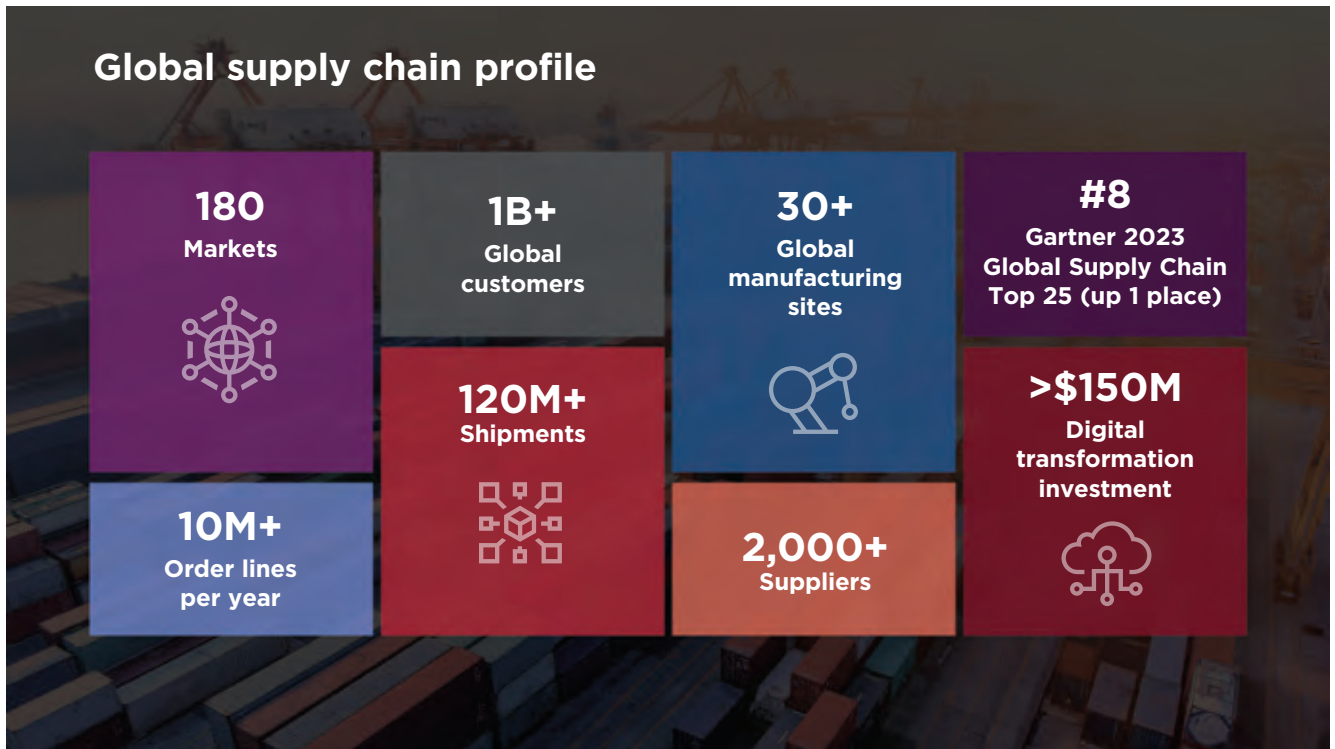 Global supply chain profile
180
Markets
10M+
Order lines
per year
1B+
Global
customers
120M+
Shipments
30+
Global
manufacturing
sites
2,000+
Suppliers
#8
Gartner 2023
Global Supply Chain
Top 25 (up 1 place)
>$150M
Digital
transformation
investment